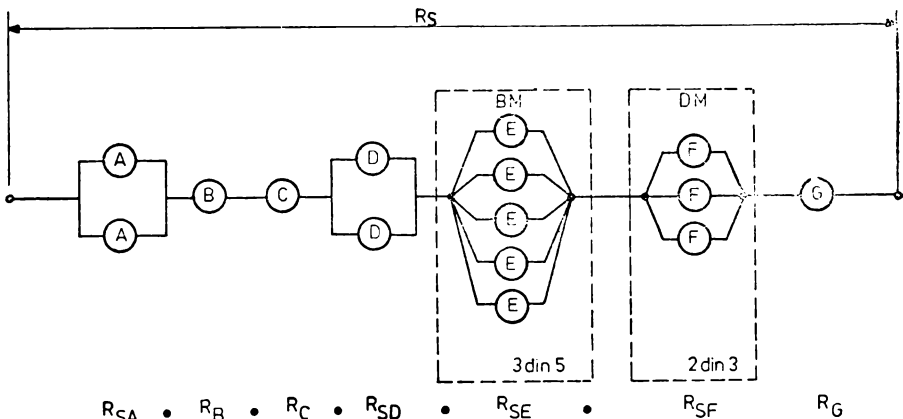 RS
BM DM
A B C D E F G
A D E F
E
E
E
3 din 5 2 din 3
RSA • RB • RC • RSD • RSE • RSF RG